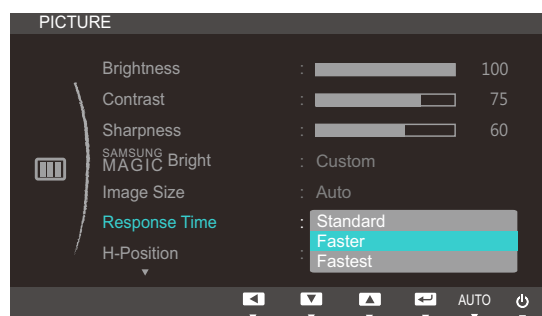 PICTURE
Brightness : 100
Contrast : 75
Sharpness : 60
SAMSUNG MAGIC Bright : Custom
Image Size : Auto
Response Time : Standard
Faster
H-Position : Fastest
AUTO